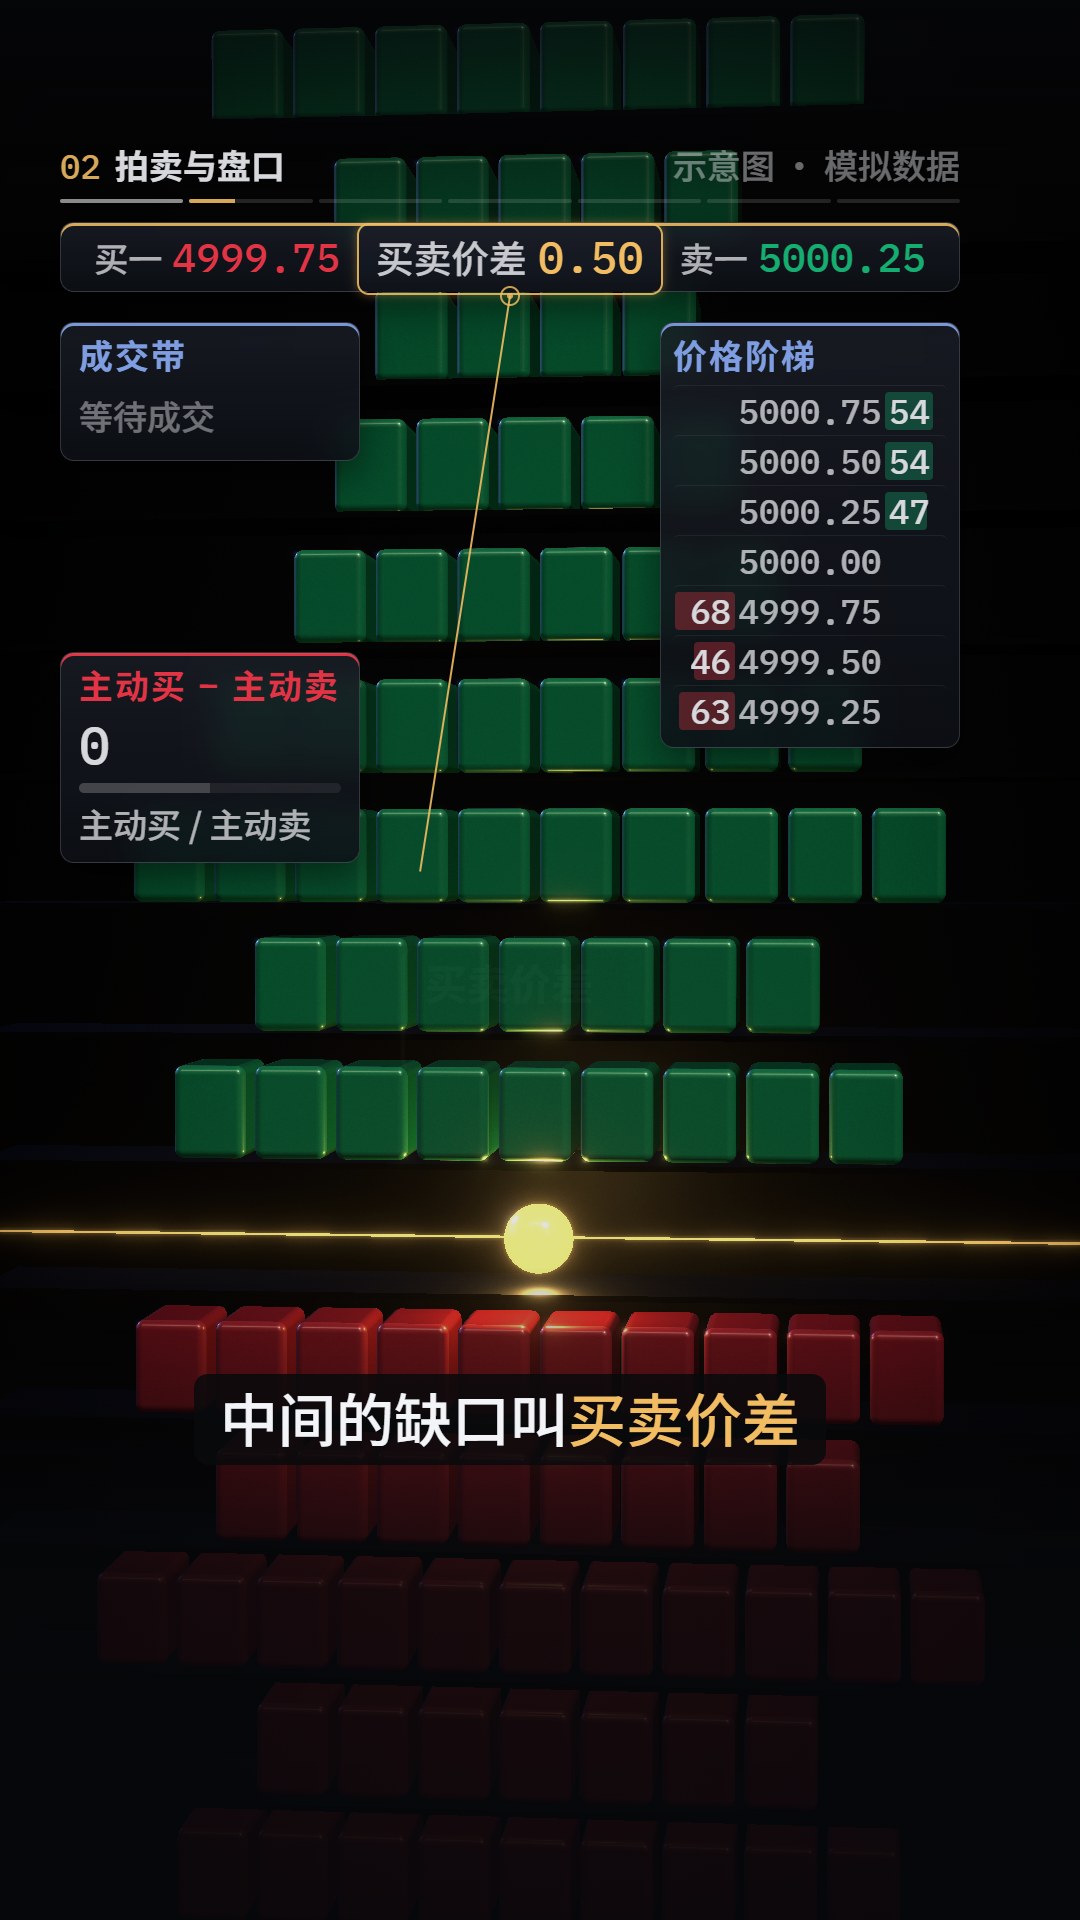 02 拍卖与盘口
示意图 · 模拟数据
买一 4999.75 买卖价差 0.50 卖一 5000.25
成交带
等待成交
价格阶梯
5000.75 54
5000.50 54
5000.25 47
5000.00
68 4999.75
46 4999.50
63 4999.25
主动买 – 主动卖
0
主动买 / 主动卖
买卖价差
中间的缺口叫买卖价差